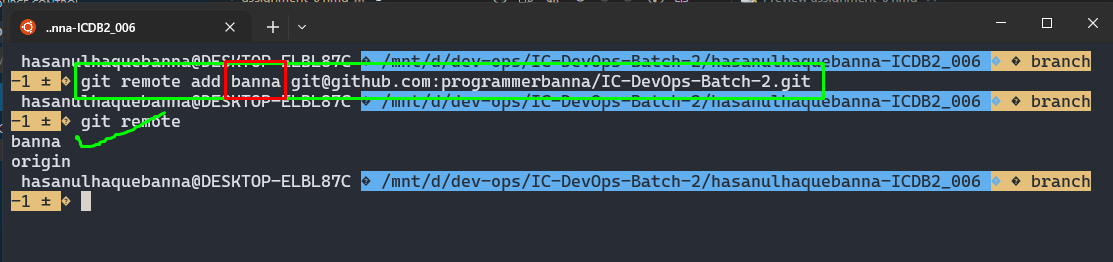 ..nna-ICDB2_006
hasanulhaquebanna@DESKTOP-ELBL87C � /mnt/d/dev-ops/IC-DevOps-Batch-2/hasanulhaquebanna-ICDB2_006 � � branch
-1 ± � git remote add banna git@github.com:programmerbanna/IC-DevOps-Batch-2.git
hasanulhaquebanna@DESKTOP-ELBL87C � /mnt/d/dev-ops/IC-DevOps-Batch-2/hasanulhaquebanna-ICDB2_006 � � branch
-1 ± � git remote
banna
origin
hasanulhaquebanna@DESKTOP-ELBL87C � /mnt/d/dev-ops/IC-DevOps-Batch-2/hasanulhaquebanna-ICDB2_006 � � branch
-1 ± �